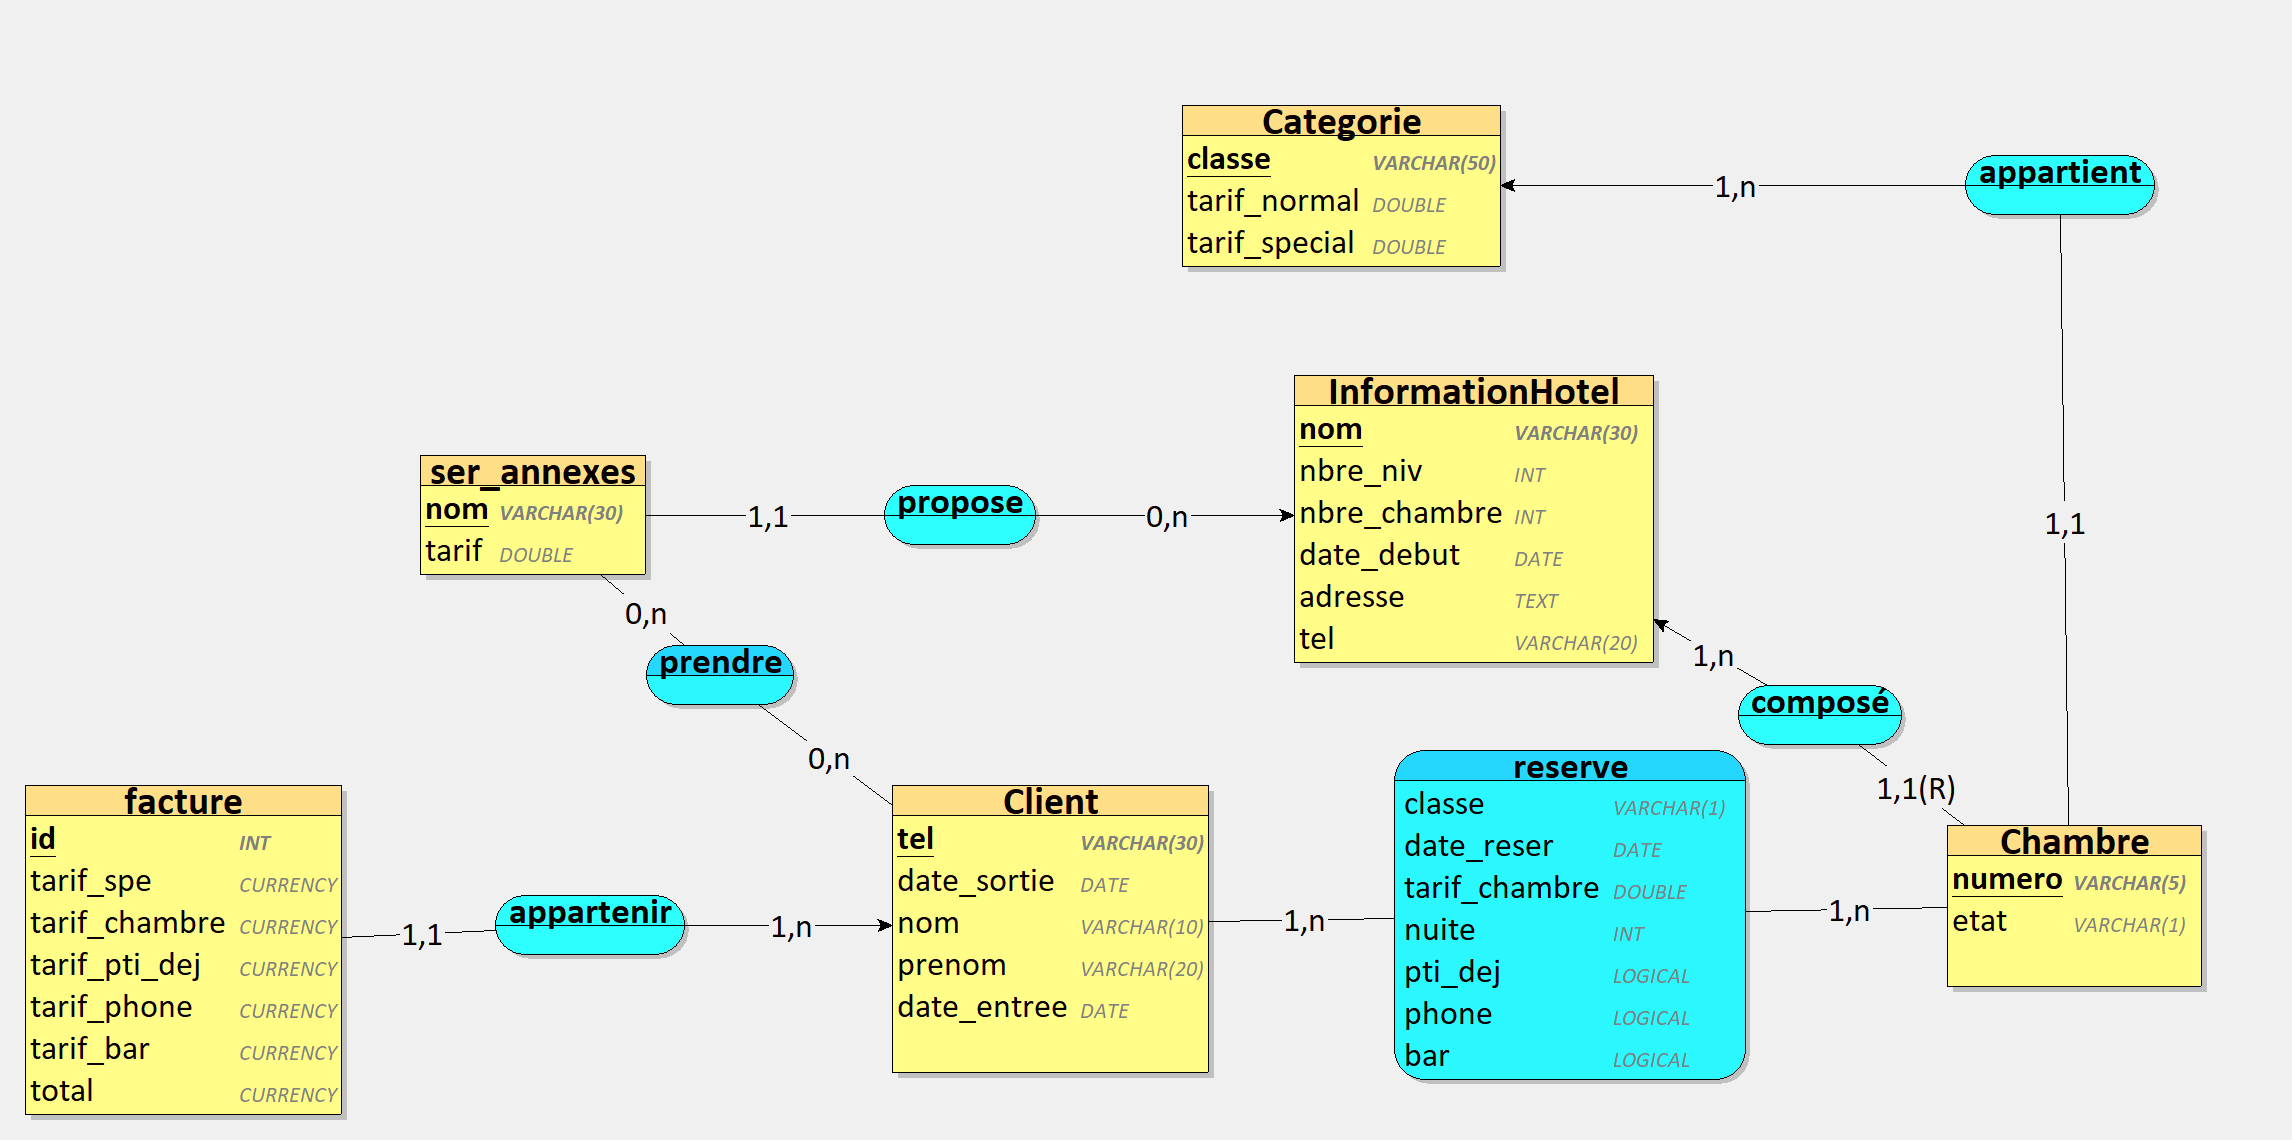 Categorie
classe VARCHAR(50)
tarif_normal DOUBLE
tarif_special DOUBLE
appartient
1,n
1,1
InformationHotel
nom VARCHAR(30)
nbre_niv INT
nbre_chambre INT
date_debut DATE
adresse TEXT
tel VARCHAR(20)
ser_annexes
nom VARCHAR(30)
tarif DOUBLE
1,1
propose
0,n
0,n
prendre
0,n
1,n
composé
1,1(R)
facture
id INT
tarif_spe CURRENCY
tarif_chambre CURRENCY
tarif_pti_dej CURRENCY
tarif_phone CURRENCY
tarif_bar CURRENCY
total CURRENCY
1,1
appartenir
1,n
Client
tel VARCHAR(30)
date_sortie DATE
nom VARCHAR(10)
prenom VARCHAR(20)
date_entree DATE
1,n
reserve
classe VARCHAR(1)
date_reser DATE
tarif_chambre DOUBLE
nuite INT
pti_dej LOGICAL
phone LOGICAL
bar LOGICAL
1,n
Chambre
numero VARCHAR(5)
etat VARCHAR(1)